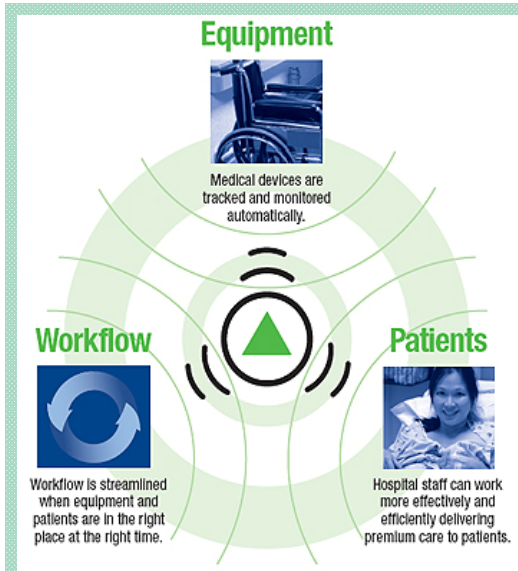 Equipment
Medical devices are
tracked and monitored
automatically.
Workflow
Workflow is streamlined
when equipment and
patients are in the right
place at the right time.
Patients
Hospital staff can work
more effectively and
efficiently delivering
premium care to patients.